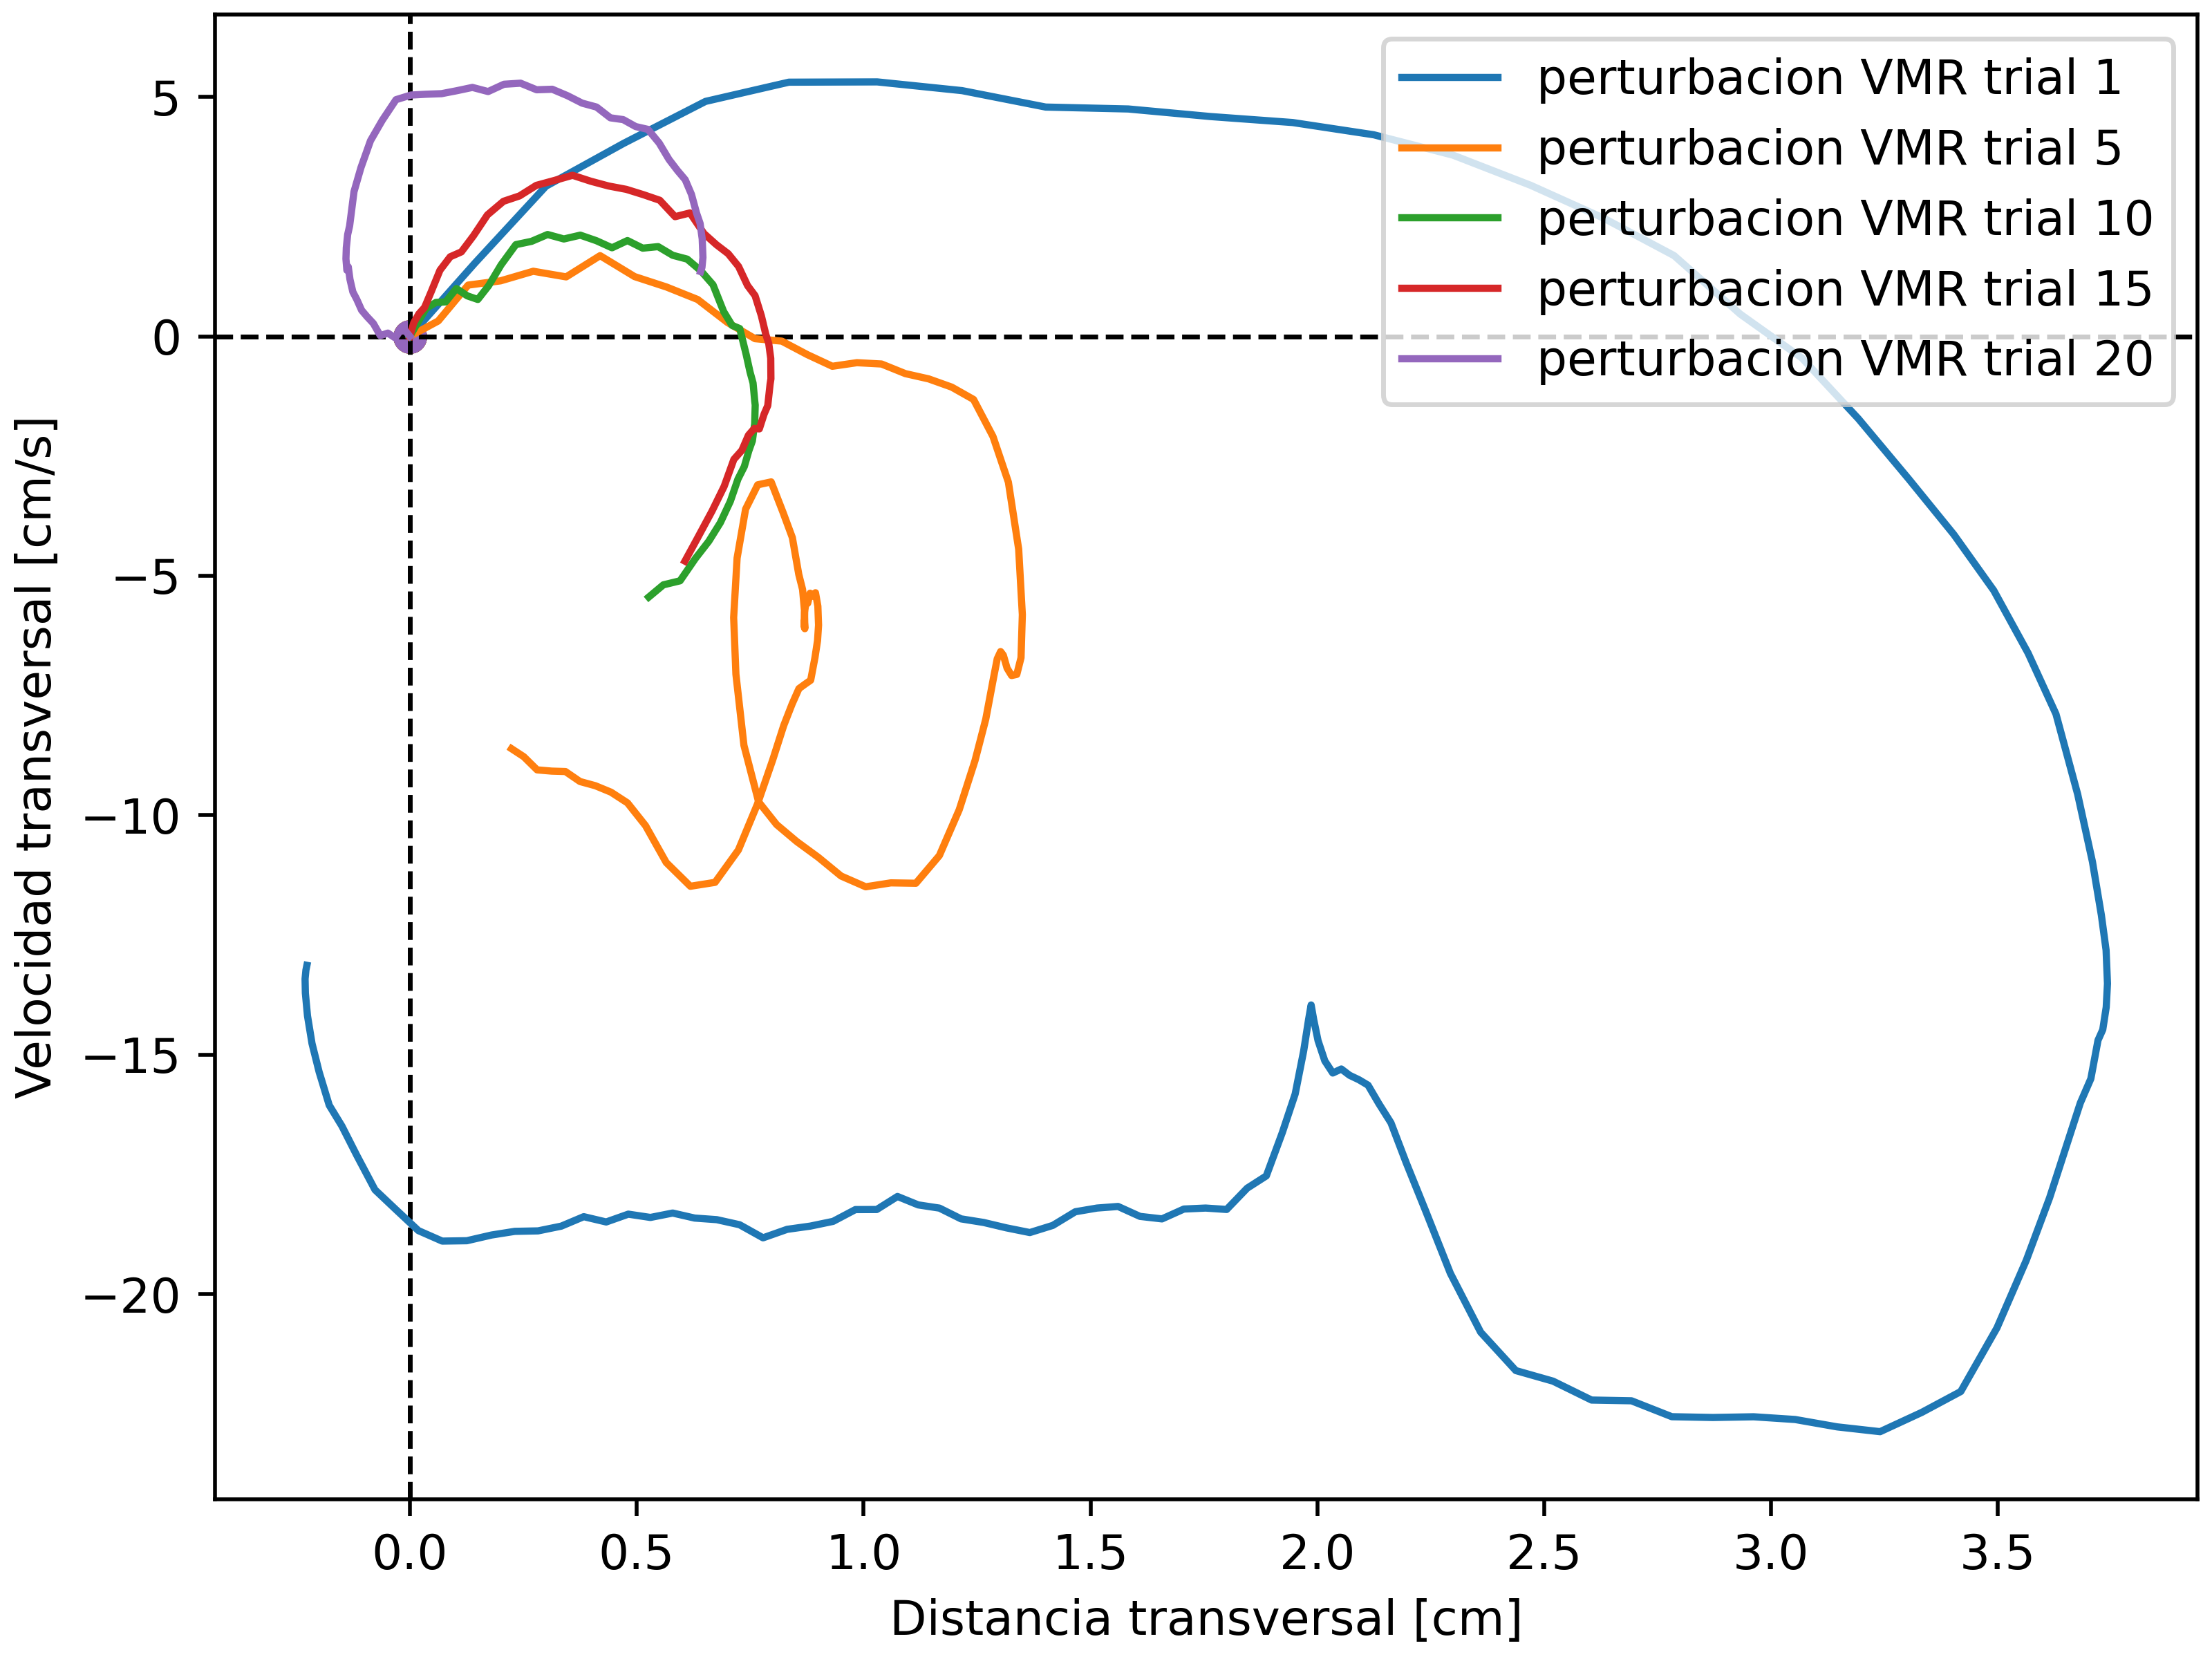 perturbacion VMR trial 1
perturbacion VMR trial 5
perturbacion VMR trial 10
perturbacion VMR trial 15
perturbacion VMR trial 20
5
0
−5
−10
−15
−20
Velocidad transversal [cm/s]
0.0 0.5 1.0 1.5 2.0 2.5 3.0 3.5
Distancia transversal [cm]